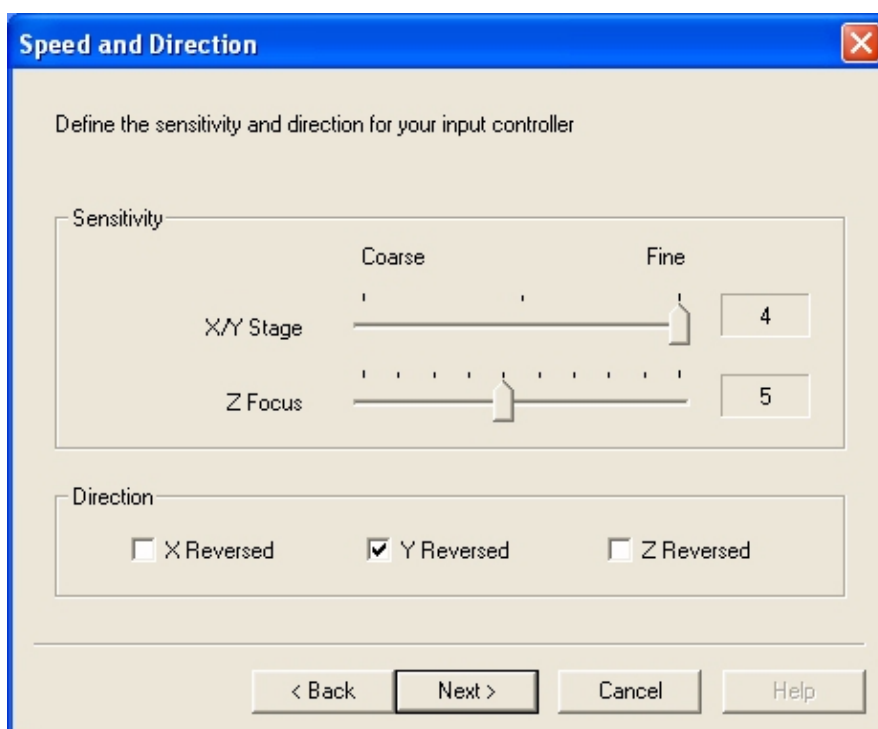 Speed and Direction
Define the sensitivity and direction for your input controller
Sensitivity
Coarse Fine
X/Y Stage 4
Z Focus 5
Direction
X Reversed Y Reversed Z Reversed
< Back Next > Cancel Help